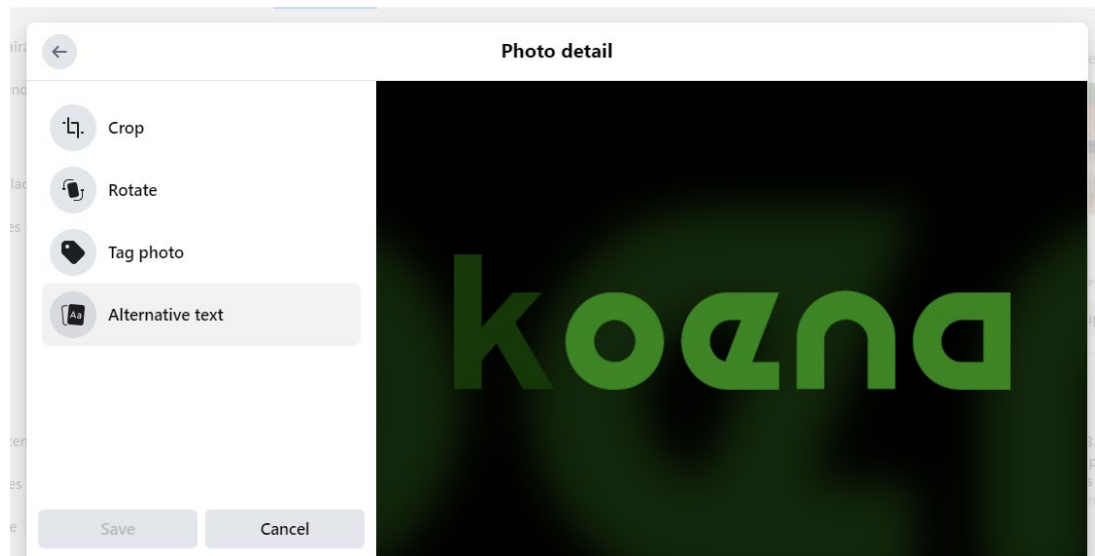 Photo detail
Crop
Rotate
Tag photo
Alternative text
koena
Save
Cancel